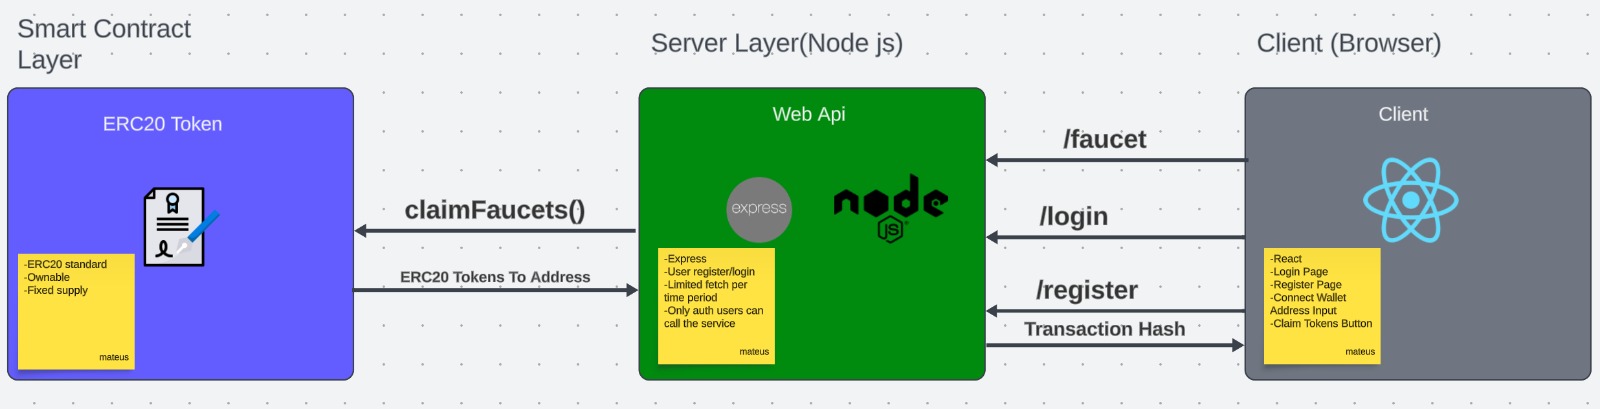 Smart Contract
Layer
Server Layer(Node js)
Client (Browser)
ERC20 Token
-ERC20 standard
-Ownable
-Fixed supply
mateus
claimFaucets()
ERC20 Tokens To Address
Web Api
express
node
JS
-Express
-User register/login
-Limited fetch per
time period
-Only auth users can
call the service
mateus
/faucet
/login
/register
Transaction Hash
Client
-React
-Login Page
-Register Page
-Connect Wallet
Address Input
-Claim Tokens Button
mateus